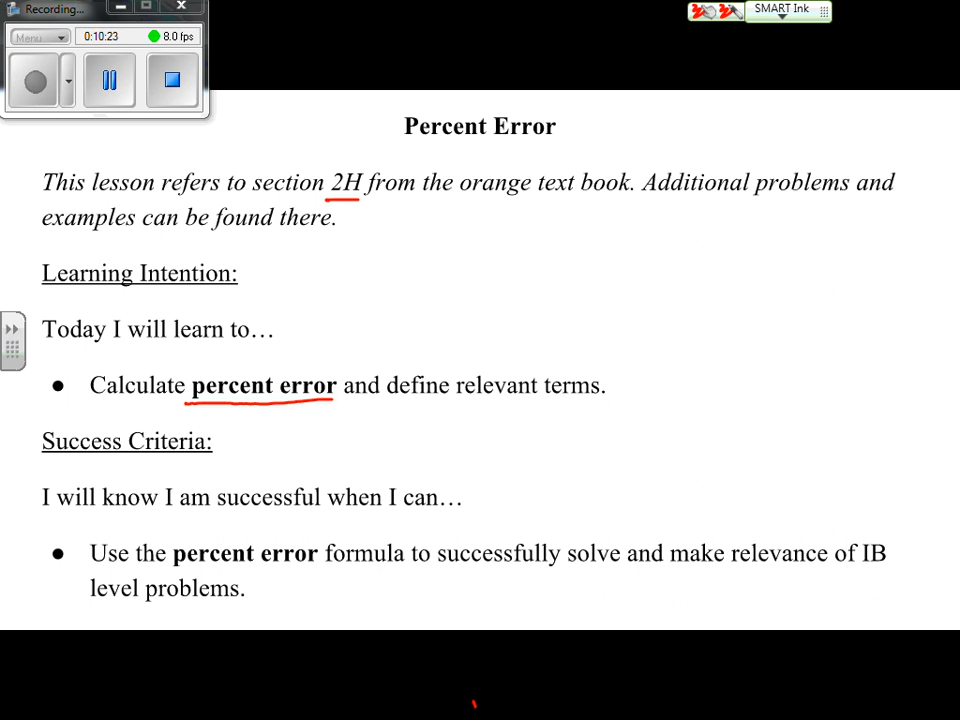 Recording...
SMART Ink
Menu
0:10:23
8.0 fps
Percent Error
This lesson refers to section 2H from the orange text book. Additional problems and
examples can be found there.
Learning Intention:
Today I will learn to…
● Calculate percent error and define relevant terms.
Success Criteria:
I will know I am successful when I can…
● Use the percent error formula to successfully solve and make relevance of IB
level problems.